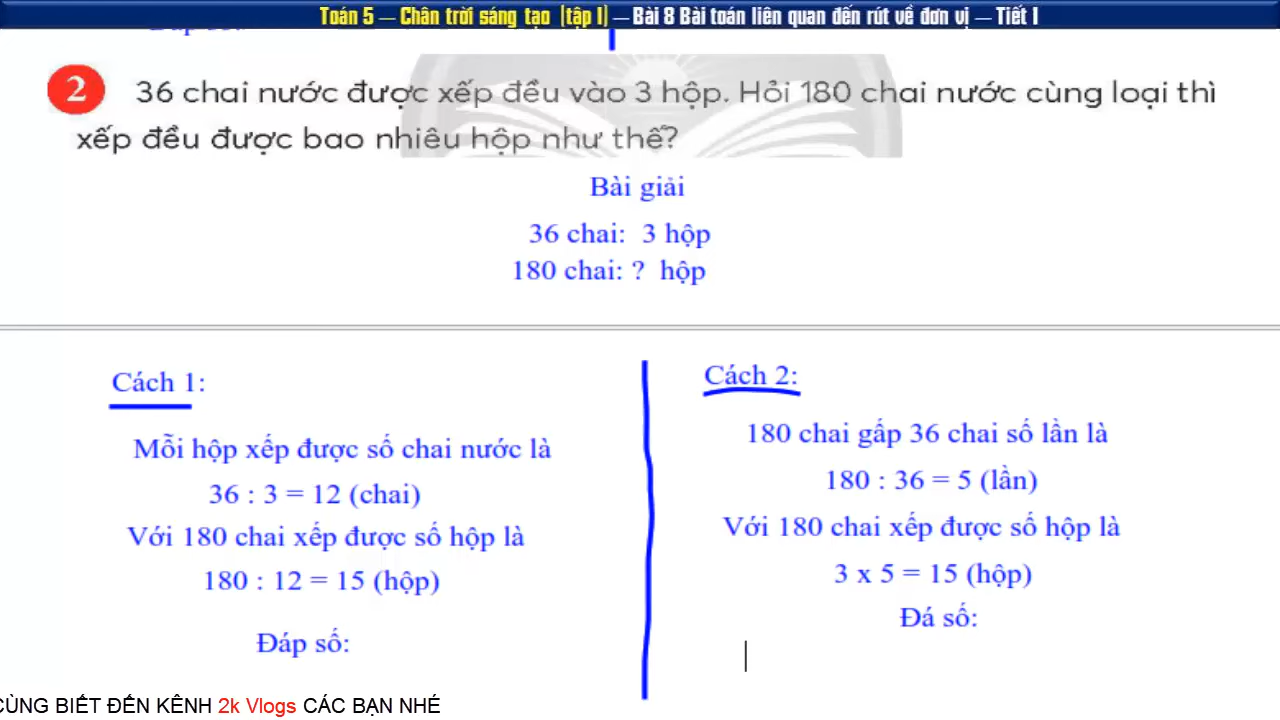 Toán 5 – Chân trời sáng tạo (tập 1) – Bài 8 Bài toán liên quan đến rút về đơn vị – Tiết 1
2 36 chai nước được xếp đều vào 3 hộp. Hỏi 180 chai nước cùng loại thì
xếp đều được bao nhiêu hộp như thế?
Bài giải
36 chai: 3 hộp
180 chai: ? hộp
Cách 1:
Mỗi hộp xếp được số chai nước là
36 : 3 = 12 (chai)
Với 180 chai xếp được số hộp là
180 : 12 = 15 (hộp)
Đáp số:
Cách 2:
180 chai gấp 36 chai số lần là
180 : 36 = 5 (lần)
Với 180 chai xếp được số hộp là
3 x 5 = 15 (hộp)
Đá số:
CÙNG BIẾT ĐẾN KÊNH 2k Vlogs CÁC BẠN NHÉ